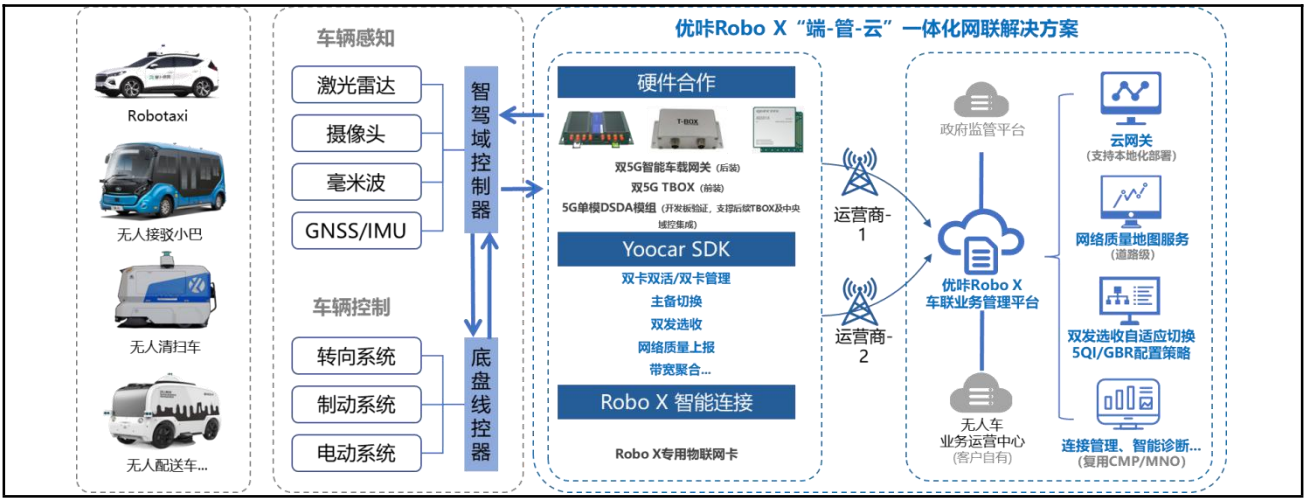 Robotaxi
无人接驳小巴
无人清扫车
无人配送车...
车辆感知
激光雷达
摄像头
毫米波
GNSS/IMU
车辆控制
转向系统
制动系统
电动系统
智驾域控制器
底盘线控器
优咔Robo X“端-管-云”一体化网联解决方案
硬件合作
T-BOX
双5G智能车载网关 (后装)
双5G TBOX (前装)
5G单模DSDA模组 (开发板验证，支撑后续TBOX及中央
域控集成)
Yoocar SDK
双卡双活/双卡管理
主备切换
双发选收
网络质量上报
带宽聚合...
Robo X 智能连接
Robo X专用物联网卡
运营商-
1
运营商-
2
政府监管平台
优咔Robo X
车联业务管理平台
无人车
业务运营中心
(客户自有)
云网关
(支持本地化部署)
网络质量地图服务
(道路级)
双发选收自适应切换
5QI/GBR配置策略
连接管理、智能诊断...
(复用CMP/MNO)